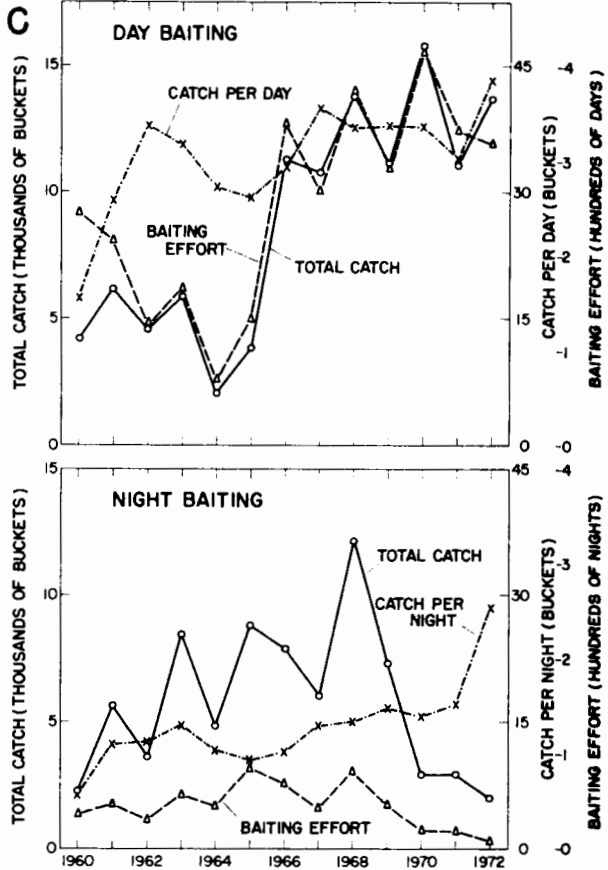 C
DAY BAITING
TOTAL CATCH (THOUSANDS OF BUCKETS)
15
10
5
0
CATCH PER DAY
BAITING
EFFORT
TOTAL CATCH
45
30
15
0
CATCH PER DAY (BUCKETS)
-4
-3
-2
-1
-0
BAITING EFFORT (HUNDREDS OF DAYS)
NIGHT BAITING
TOTAL CATCH (THOUSANDS OF BUCKETS)
15
10
5
0
TOTAL CATCH
CATCH PER
NIGHT
BAITING EFFORT
45
30
15
0
CATCH PER NIGHT (BUCKETS)
-4
-3
-2
-1
-0
BAITING EFFORT (HUNDREDS OF NIGHTS)
1960 1962 1964 1966 1968 1970 1972